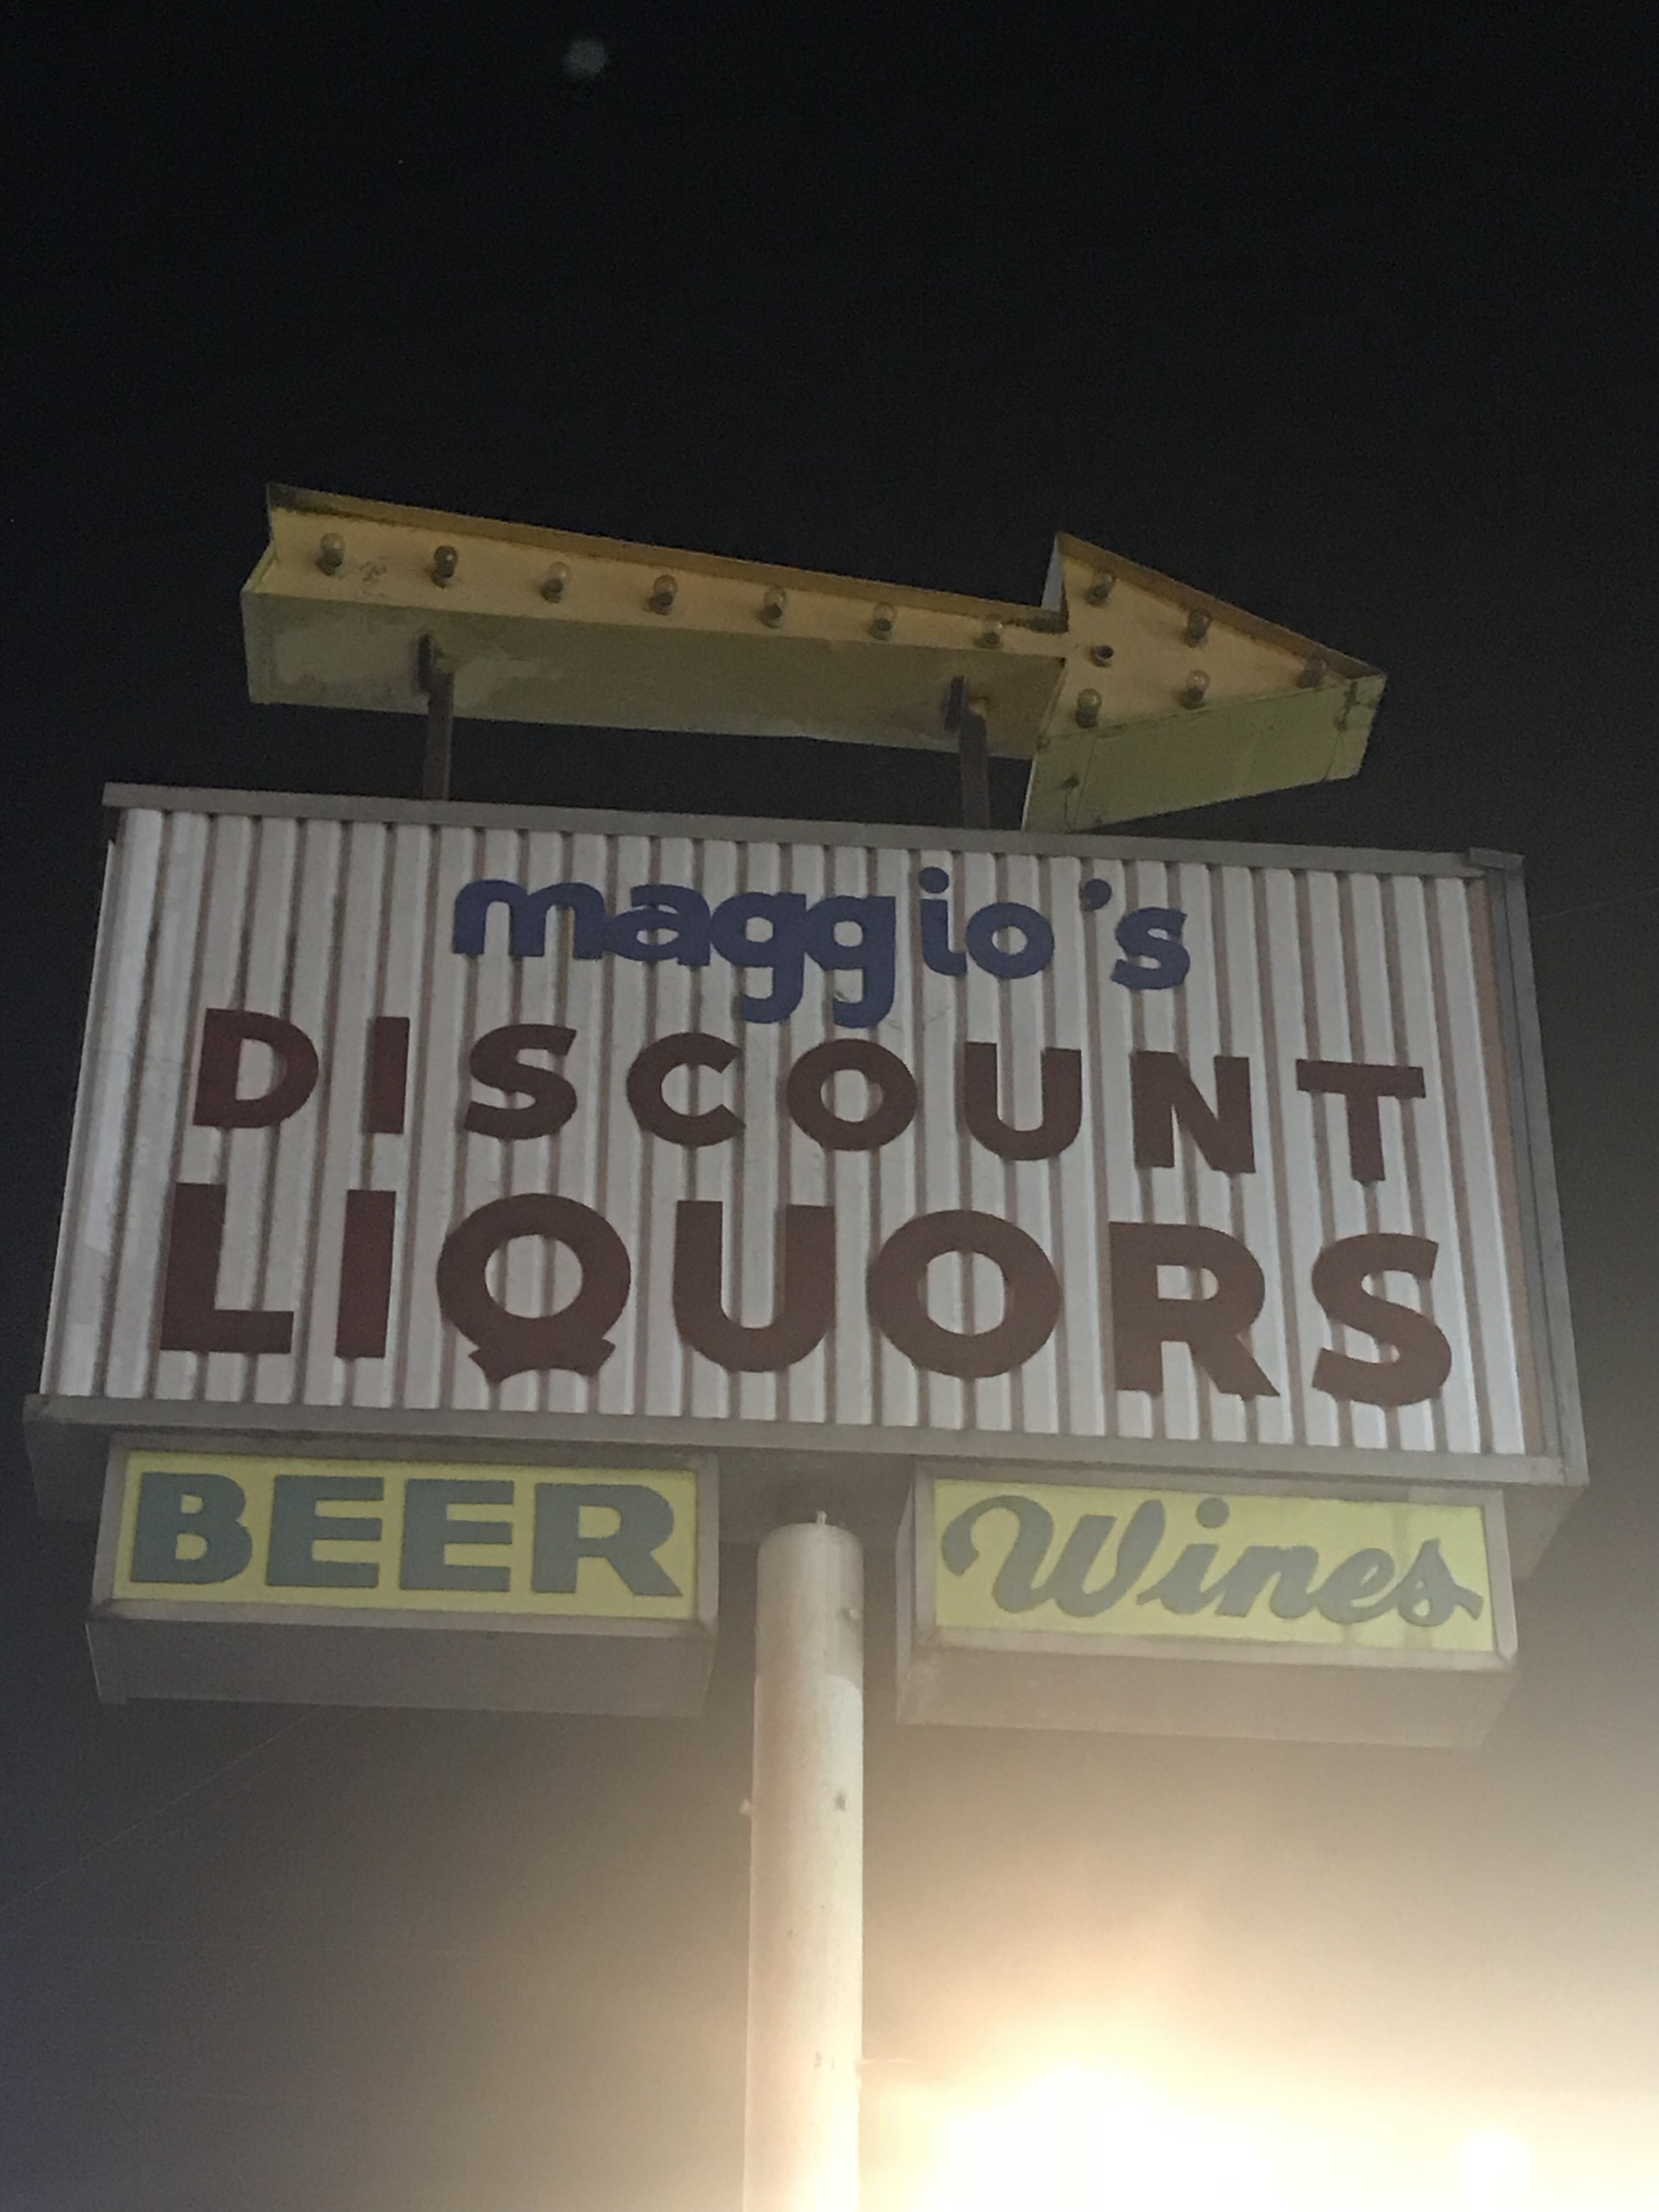 maggio's
DISCOUNT
LIQUORS
BEER
Wines